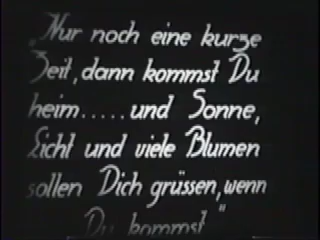 „Nur noch eine kurze
Zeit, dann kommst Du
heim..... und Sonne,
Licht und viele Blumen
sollen Dich grüssen, wenn
Du kommst"